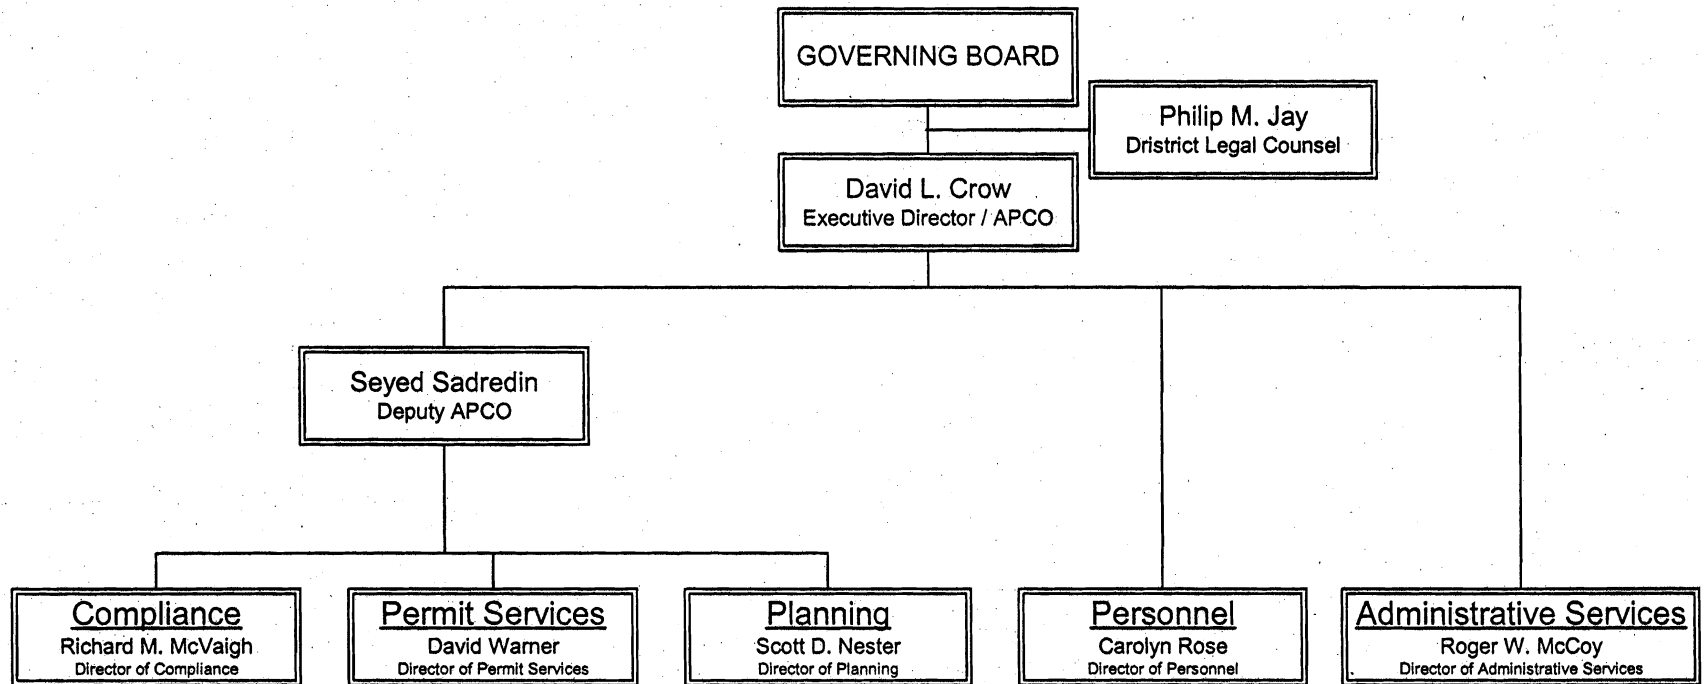 GOVERNING BOARD
Philip M. Jay
Dristrict Legal Counsel
David L. Crow
Executive Director / APCO
Seyed Sadredin
Deputy APCO
Compliance
Richard M. McVaigh
Director of Compliance
Permit Services
David Warner
Director of Permit Services
Planning
Scott D. Nester
Director of Planning
Personnel
Carolyn Rose
Director of Personnel
Administrative Services
Roger W. McCoy
Director of Administrative Services